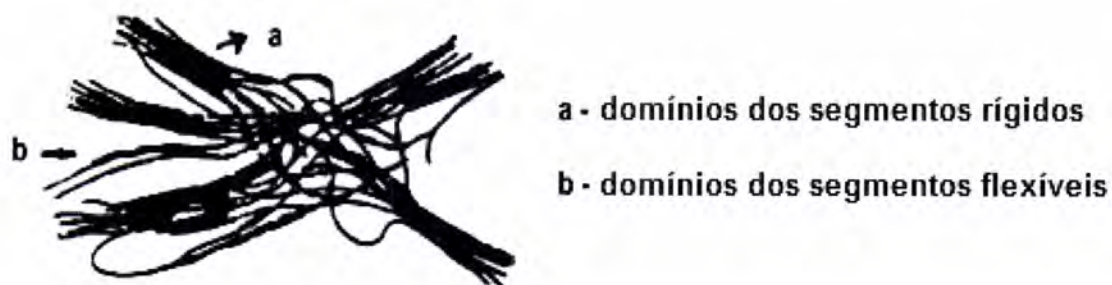 a
a - domínios dos segmentos rígidos
b
b - domínios dos segmentos flexíveis